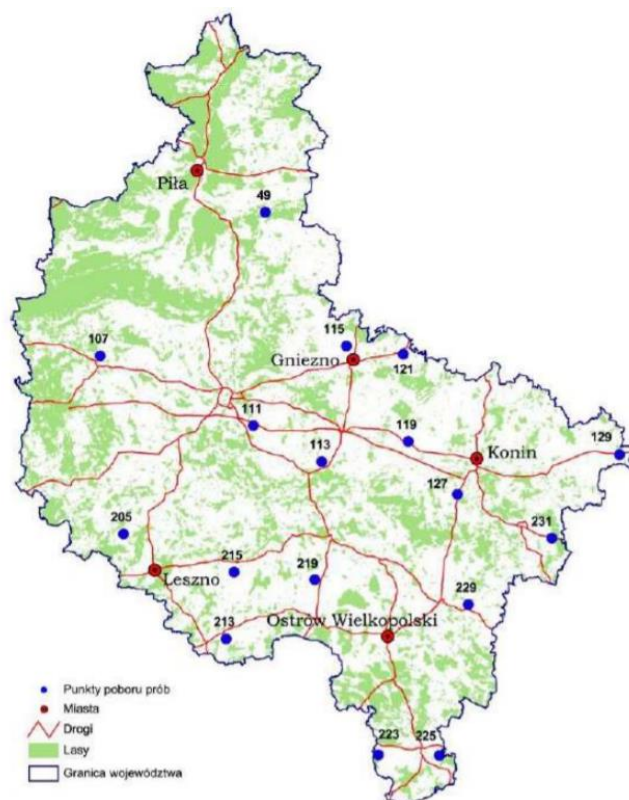 Piła
49
107
115
Gniezno
121
111
119
113
Konin
129
127
205
231
215
219
Leszno
229
213
Ostrów Wielkopolski
223
225
Punkty poboru prób
Miasta
Drogi
Lasy
Granica województwa